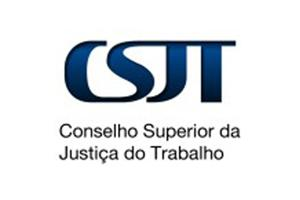 CSJT
Conselho Superior da
Justiça do Trabalho